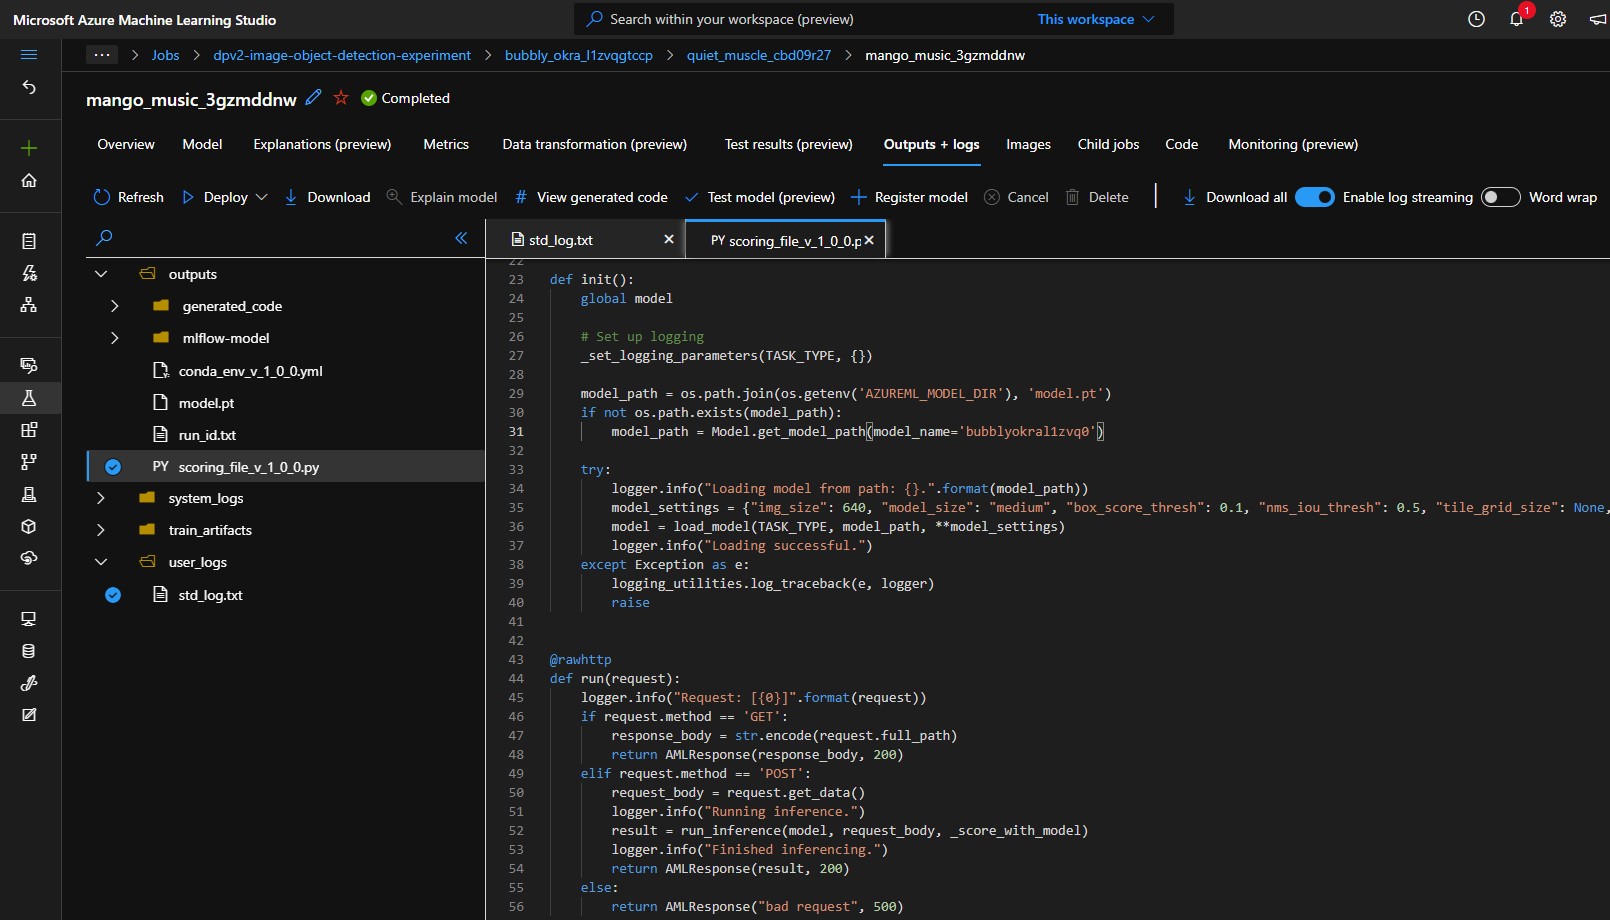 Microsoft Azure Machine Learning Studio
Search within your workspace (preview)
This workspace
1
··· > Jobs > dpv2-image-object-detection-experiment > bubbly_okra_l1zvqgtccp > quiet_muscle_cbd09r27 > mango_music_3gzmddnw
mango_music_3gzmddnw
Completed
Overview Model Explanations (preview) Metrics Data transformation (preview) Test results (preview) Outputs + logs Images Child jobs Code Monitoring (preview)
Refresh Deploy Download Explain model # View generated code Test model (preview) Register model Cancel Delete Download all Enable log streaming Word wrap
outputs
generated_code
mlflow-model
conda_env_v_1_0_0.yml
model.pt
run_id.txt
PY scoring_file_v_1_0_0.py
system_logs
train_artifacts
user_logs
std_log.txt
std_log.txt
PY scoring_file_v_1_0_0.p
22
23 def init():
24 global model
25
26 # Set up logging
27 _set_logging_parameters(TASK_TYPE, {})
28
29 model_path = os.path.join(os.getenv('AZUREML_MODEL_DIR'), 'model.pt')
30 if not os.path.exists(model_path):
31 model_path = Model.get_model_path(model_name='bubblyokral1zvq0')
32
33 try:
34 logger.info("Loading model from path: {}.".format(model_path))
35 model_settings = {"img_size": 640, "model_size": "medium", "box_score_thresh": 0.1, "nms_iou_thresh": 0.5, "tile_grid_size": None,
36 model = load_model(TASK_TYPE, model_path, **model_settings)
37 logger.info("Loading successful.")
38 except Exception as e:
39 logging_utilities.log_traceback(e, logger)
40 raise
41
42
43 @rawhttp
44 def run(request):
45 logger.info("Request: [{0}]".format(request))
46 if request.method == 'GET':
47 response_body = str.encode(request.full_path)
48 return AMLResponse(response_body, 200)
49 elif request.method == 'POST':
50 request_body = request.get_data()
51 logger.info("Running inference.")
52 result = run_inference(model, request_body, _score_with_model)
53 logger.info("Finished inferencing.")
54 return AMLResponse(result, 200)
55 else:
56 return AMLResponse("bad request", 500)